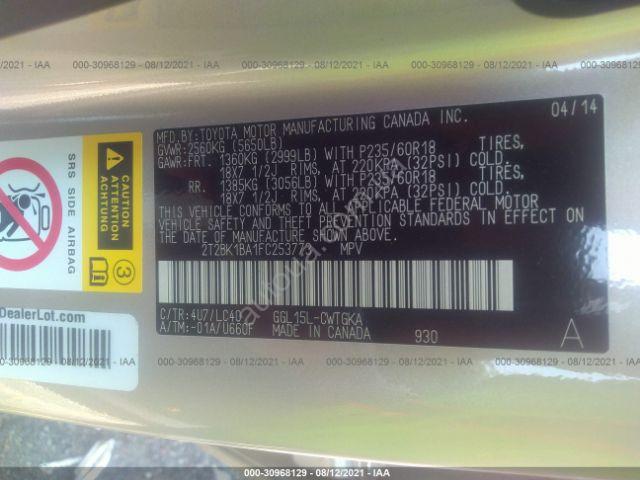 000-30968129 - 08/12/2021 - IAA
MFD.BY:TOYOTA MOTOR MANUFACTURING CANADA INC. 04/14
GVWR:2560KG (5650LB)
GAWR:FRT. 1360KG (2999LB) WITH P235/60R18 TIRES,
18X7 1/2J RIMS, AT 220KPA (32PSI) COLD.
RR. 1385KG (3056LB) WITH P235/60R18 TIRES,
18X7 1/2J RIMS, AT 220KPA (32PSI) COLD.
THIS VEHICLE CONFORMS TO ALL APPLICABLE FEDERAL MOTOR
VEHICLE SAFETY AND THEFT PREVENTION STANDARDS IN EFFECT ON
THE DATE OF MANUFACTURE SHOWN ABOVE.
MPV
C/TR:4U7/LC40 GGL15L-CWTGKA
A/TM:-01A/U660F MADE IN CANADA 930 A
SRS SIDE AIRBAG
CAUTION
ATTENTION
ACHTUNG
3
DealerLot.com
000-30968129 - 08/12/2021 - IAA